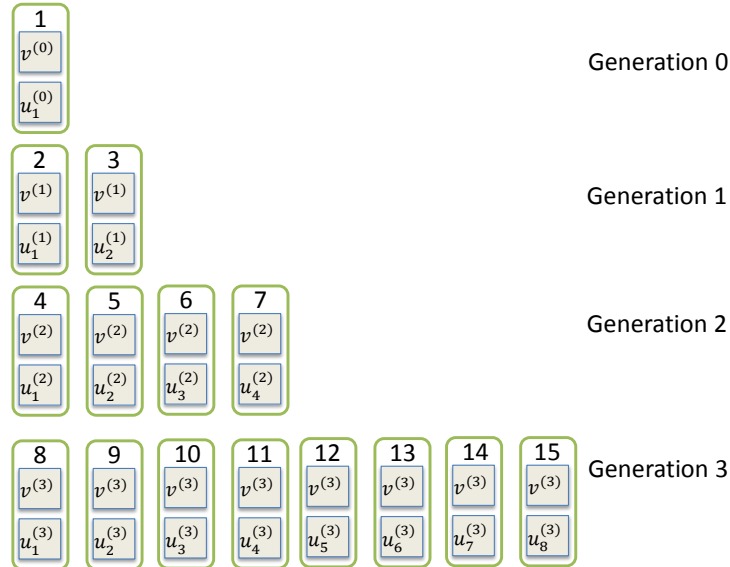 1
v^{(0)} Generation 0
u_1^{(0)}
2 3
v^{(1)} v^{(1)} Generation 1
u_1^{(1)} u_2^{(1)}
4 5 6 7
v^{(2)} v^{(2)} v^{(2)} v^{(2)} Generation 2
u_1^{(2)} u_2^{(2)} u_3^{(2)} u_4^{(2)}
8 9 10 11 12 13 14 15
v^{(3)} v^{(3)} v^{(3)} v^{(3)} v^{(3)} v^{(3)} v^{(3)} v^{(3)} Generation 3
u_1^{(3)} u_2^{(3)} u_3^{(3)} u_4^{(3)} u_5^{(3)} u_6^{(3)} u_7^{(3)} u_8^{(3)}